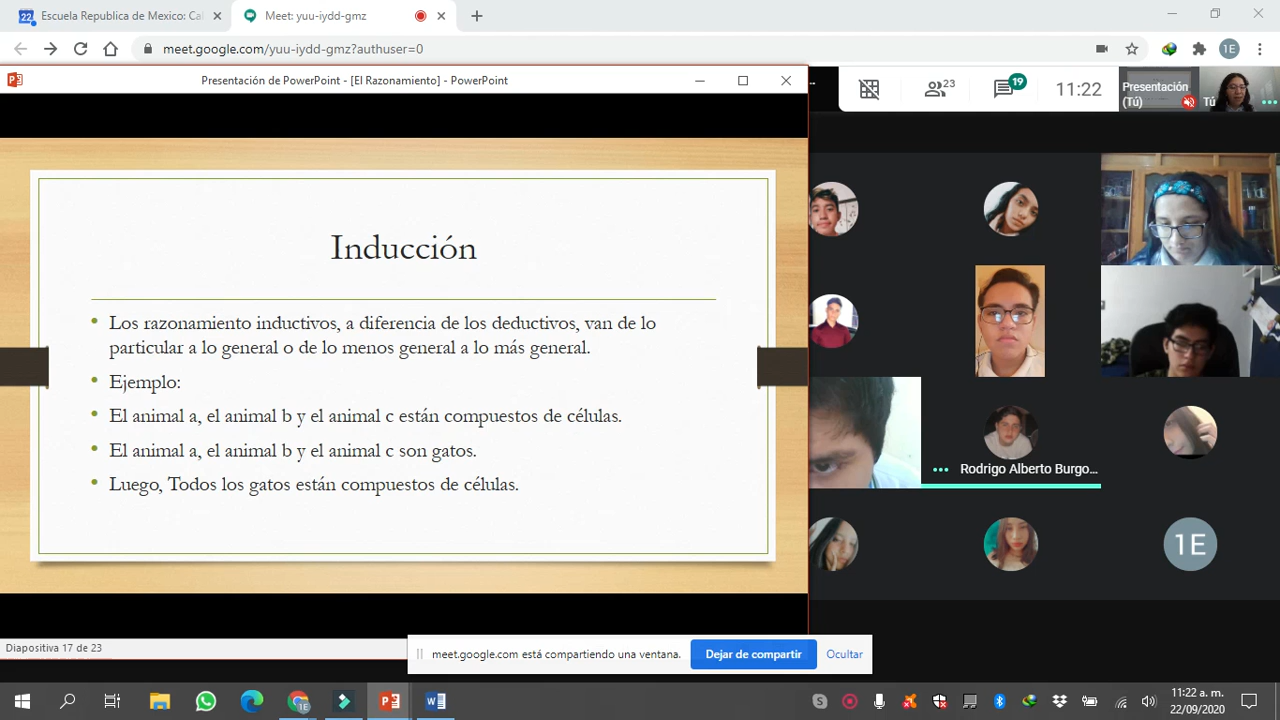 Escuela Republica de Mexico: Cal
Meet: yuu-iydd-gmz
meet.google.com/yuu-iydd-gmz?authuser=0
1E
Presentación de PowerPoint - [El Razonamiento] - PowerPoint
23
19
11:22
Presentación
(Tú)
Tú
Inducción
Los razonamiento inductivos, a diferencia de los deductivos, van de lo
particular a lo general o de lo menos general a lo más general.
Ejemplo:
El animal a, el animal b y el animal c están compuestos de células.
El animal a, el animal b y el animal c son gatos.
Luego, Todos los gatos están compuestos de células.
Rodrigo Alberto Burgo...
1E
Diapositiva 17 de 23
meet.google.com está compartiendo una ventana.
Dejar de compartir
Ocultar
11:22 a. m.
22/09/2020